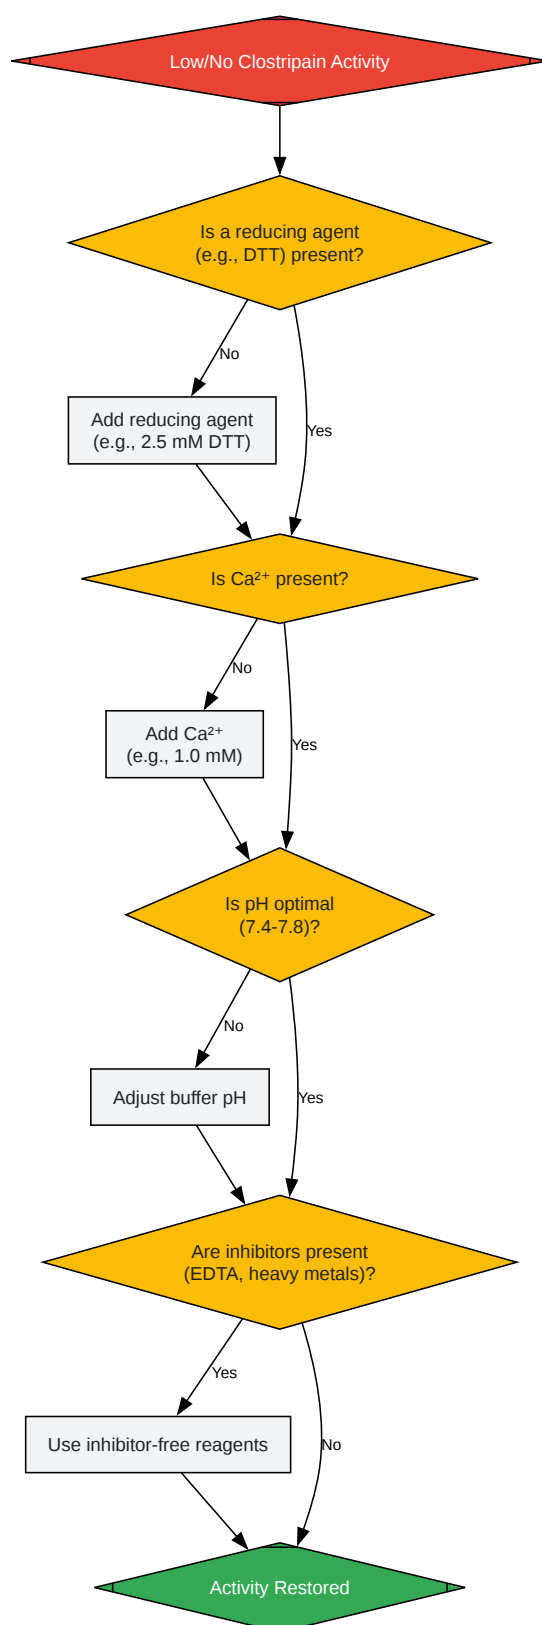 Low/No Clostripain Activity
Is a reducing agent
(e.g., DTT) present?
No
Add reducing agent
(e.g., 2.5 mM DTT)
Yes
Is Ca²⁺ present?
No
Add Ca²⁺
(e.g., 1.0 mM)
Yes
Is pH optimal
(7.4-7.8)?
No
Adjust buffer pH
Yes
Are inhibitors present
(EDTA, heavy metals)?
Yes
Use inhibitor-free reagents
No
Activity Restored